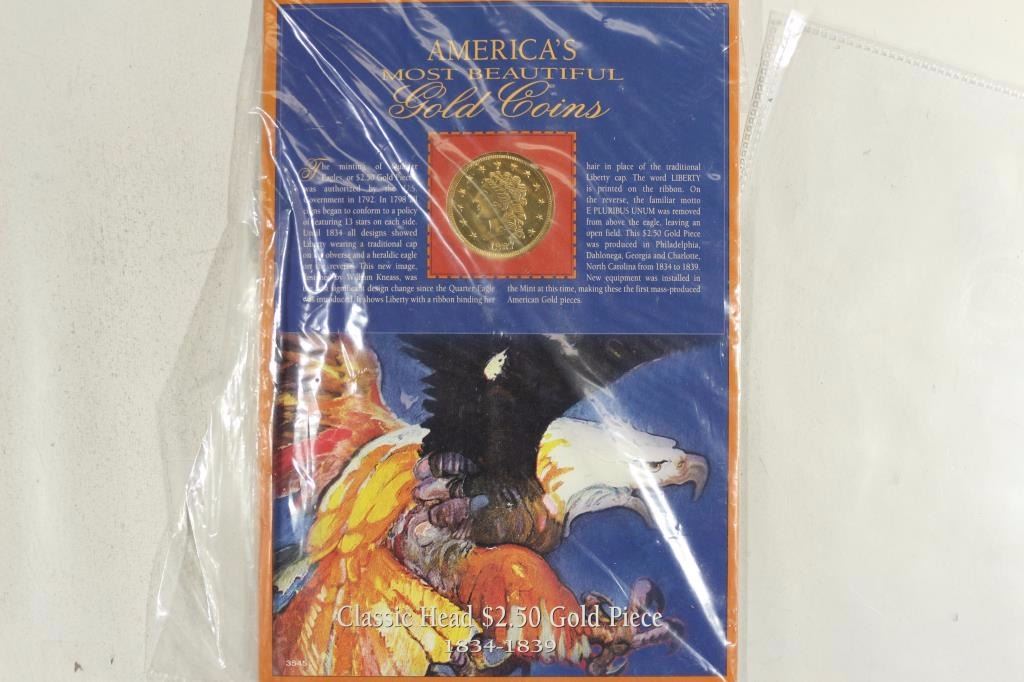 AMERICA'S
MOST BEAUTIFUL
Gold Coins
The minting of Quarter
Eagles, or $2.50 Gold Pieces
was authorized by the U.S.
Government in 1792. In 1798 all
coins began to conform to a policy
of featuring 13 stars on each side.
Until 1834 all designs showed
Liberty wearing a traditional cap
on the obverse and a heraldic eagle
on the reverse. This new image,
designed by William Kneass, was
significant design change since the Quarter Eagle
was introduced. It shows Liberty with a ribbon binding her
hair in place of the traditional
Liberty cap. The word LIBERTY
is printed on the ribbon. On
the reverse, the familiar motto
E PLURIBUS UNUM was removed
from above the eagle, leaving an
open field. This $2.50 Gold Piece
was produced in Philadelphia,
Dahlonega, Georgia and Charlotte,
North Carolina from 1834 to 1839.
New equipment was installed in
the Mint at this time, making these the first mass-produced
American Gold pieces.
Classic Head $2.50 Gold Piece
1834-1839
3545